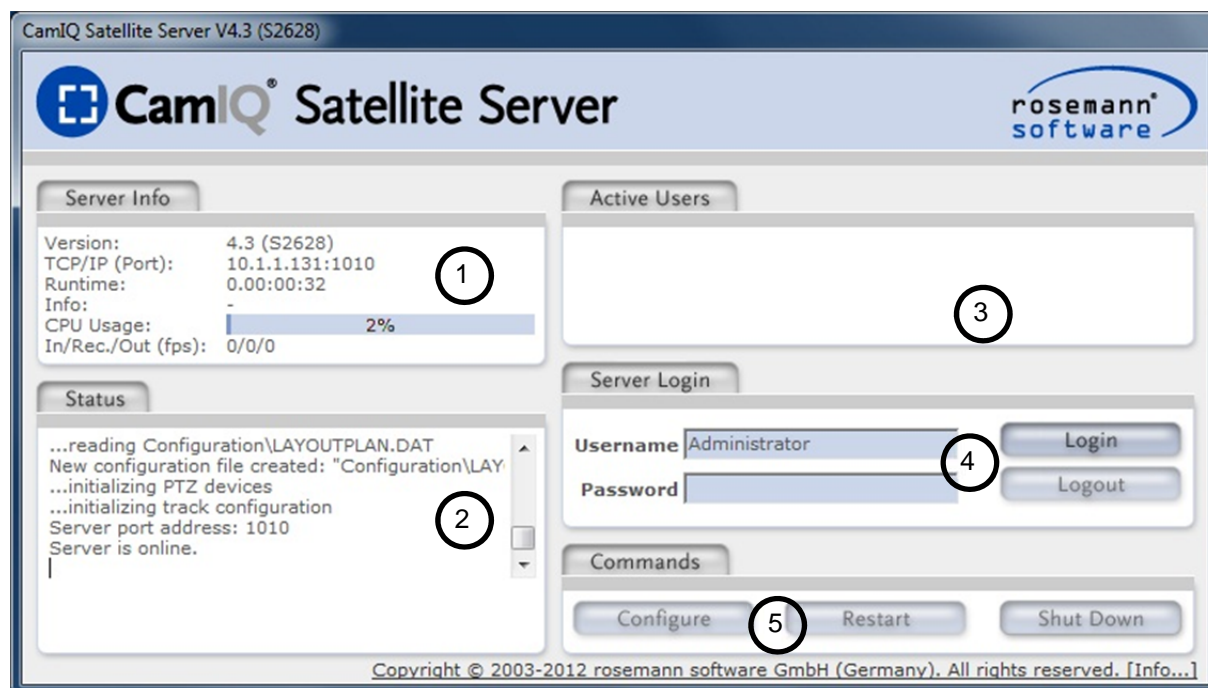 CamIQ Satellite Server V4.3 (S2628)
CamIQ® Satellite Server
rosemann®
software
Server Info
Version: 4.3 (S2628)
TCP/IP (Port): 10.1.1.131:1010
Runtime: 0.00:00:32
Info: -
CPU Usage: 2%
In/Rec./Out (fps): 0/0/0
1
Status
...reading Configuration\LAYOUTPLAN.DAT
New configuration file created: "Configuration\LAY
...initializing PTZ devices
...initializing track configuration
Server port address: 1010
Server is online.
2
Active Users
3
Server Login
Username Administrator
Password
4
Login
Logout
Commands
Configure
5
Restart
Shut Down
Copyright © 2003-2012 rosemann software GmbH (Germany). All rights reserved. [Info...]